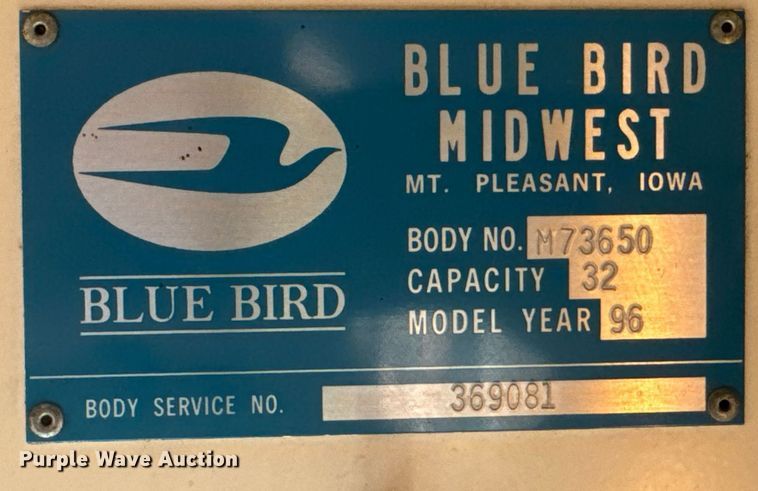 BLUE BIRD
MIDWEST
MT. PLEASANT, IOWA
BODY NO. M73650
CAPACITY 32
MODEL YEAR 96
BLUE BIRD
BODY SERVICE NO. 369081
Purple Wave Auction